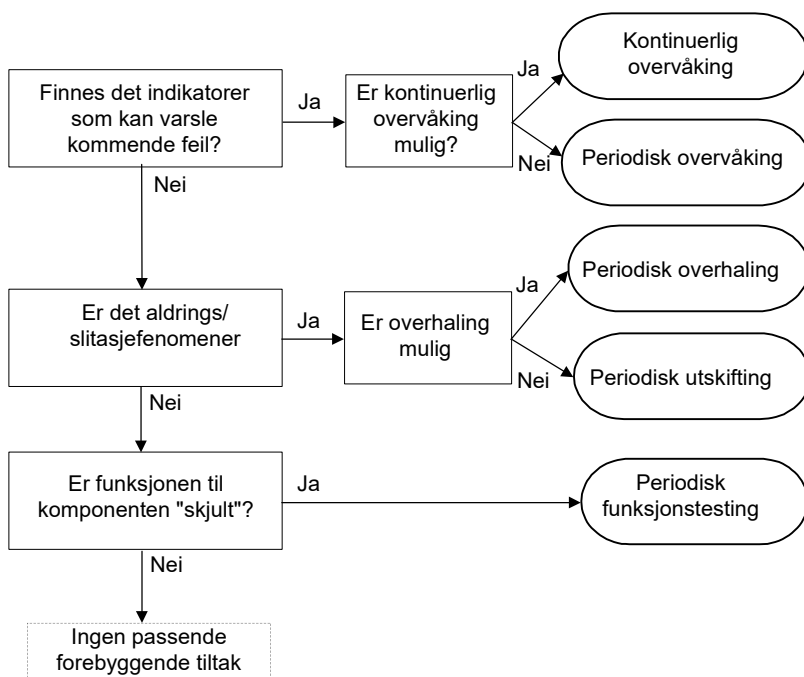 Finnes det indikatorer
som kan varsle
kommende feil?
Ja
Er kontinuerlig
overvåking
mulig?
Ja
Kontinuerlig
overvåking
Nei
Periodisk overvåking
Nei
Er det aldrings/
slitasjefenomener
Ja
Er overhaling
mulig
Ja
Periodisk overhaling
Nei
Periodisk utskifting
Nei
Er funksjonen til
komponenten "skjult"?
Ja
Periodisk
funksjonstesting
Nei
Ingen passende
forebyggende tiltak